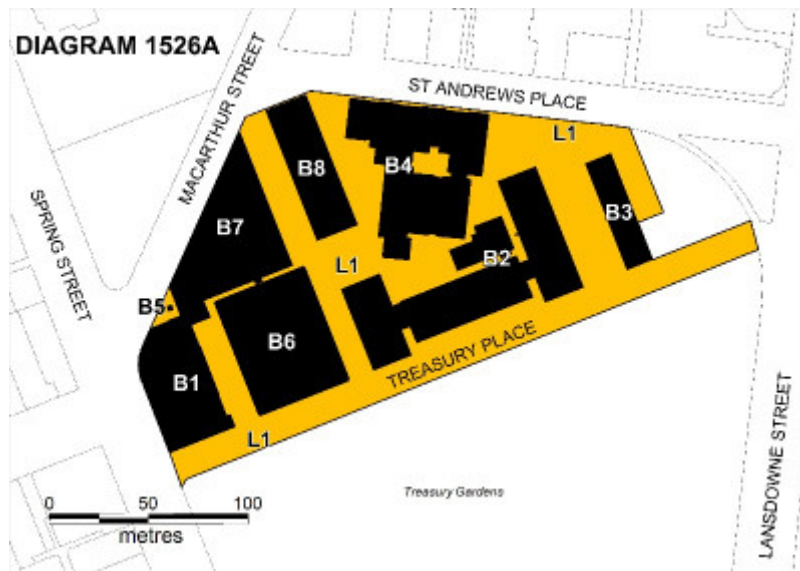 DIAGRAM 1526A
MACARTHUR STREET
ST ANDREWS PLACE
L1
B8
B4
B3
B7
SPRING STREET
L1
B2
B5
B6
B1
TREASURY PLACE
L1
LANSDOWNE STREET
Treasury Gardens
0 50 100
metres